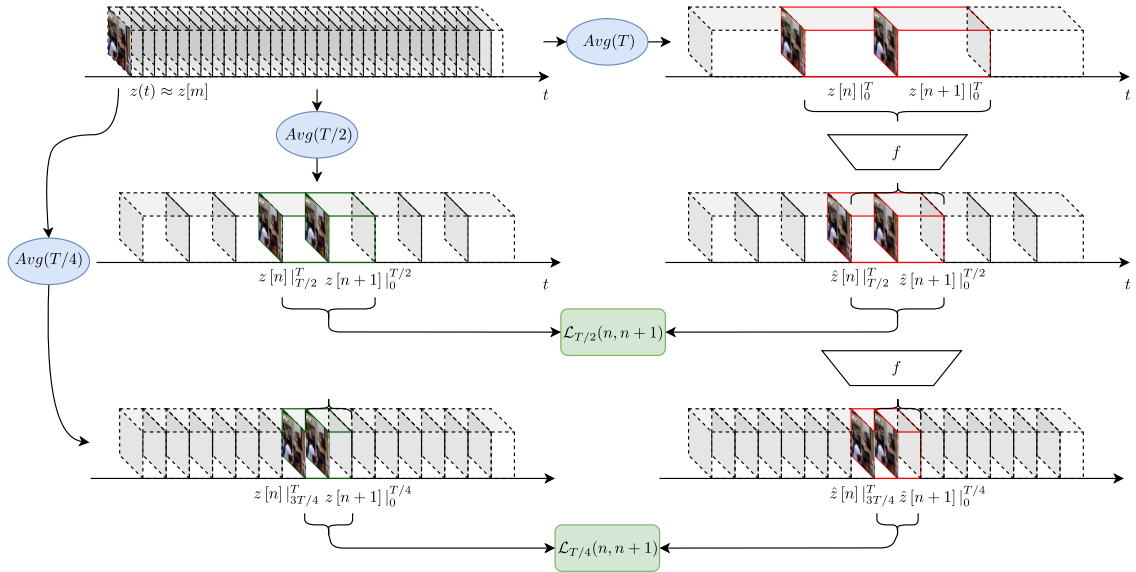 Avg(T)
z(t) ≈ z[m]
t
z[n]|_0^T z[n+1]|_0^T
t
Avg(T/2)
f
Avg(T/4)
z[n]|_{T/2}^T z[n+1]|_0^{T/2}
t
ẑ[n]|_{T/2}^T ẑ[n+1]|_0^{T/2}
t
ℒ_{T/2}(n, n+1)
f
z[n]|_{3T/4}^T z[n+1]|_0^{T/4}
t
ẑ[n]|_{3T/4}^T ẑ[n+1]|_0^{T/4}
t
ℒ_{T/4}(n, n+1)